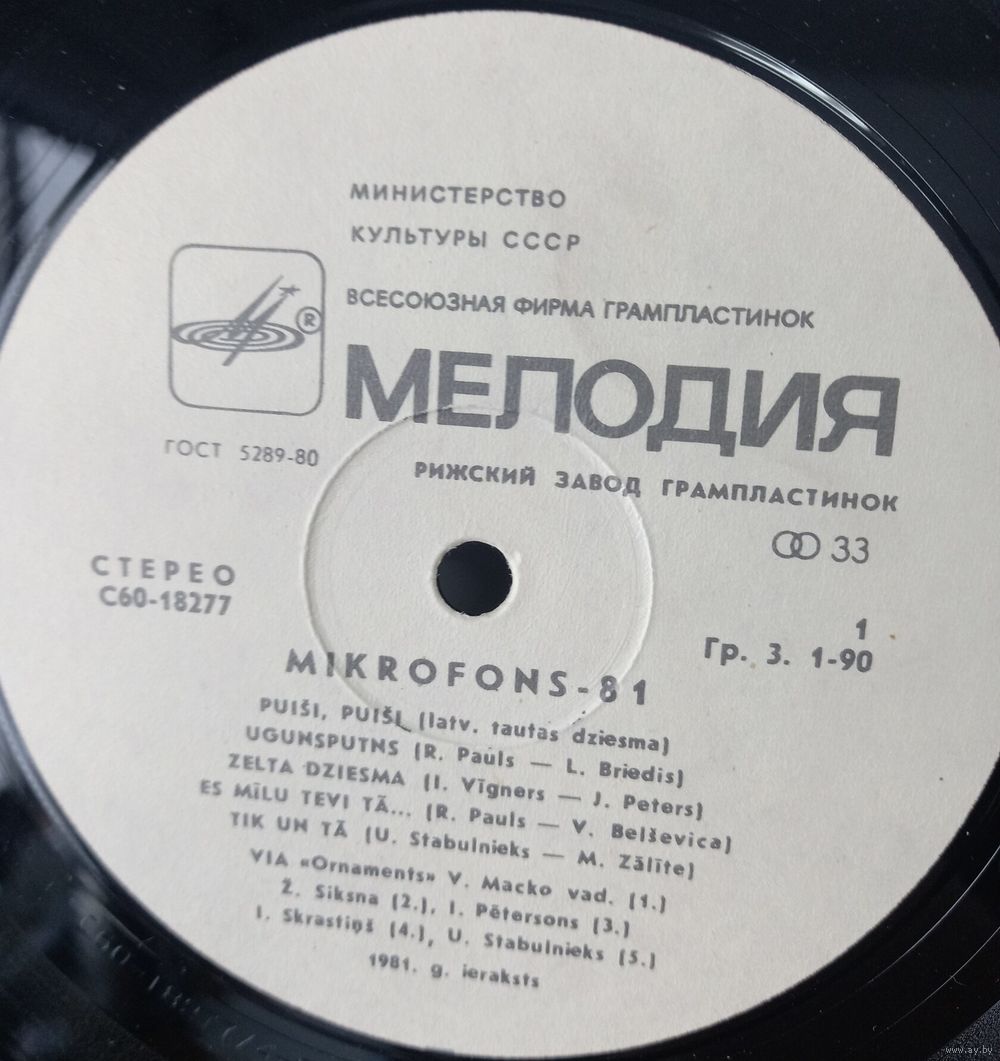 МИНИСТЕРСТВО
КУЛЬТУРЫ СССР
ВСЕСОЮЗНАЯ ФИРМА ГРАМПЛАСТИНОК
®
МЕЛОДИЯ
ГОСТ 5289-80
РИЖСКИЙ ЗАВОД ГРАМПЛАСТИНОК
33
СТЕРЕО
С60-18277
1
Гр. 3. 1-90
MIKROFONS-81
PUIŠI, PUIŠI (latv. tautas dziesma)
UGUNSPUTNS (R. Pauls — L. Briedis)
ZELTA DZIESMA (I. Vīgners — J. Peters)
ES MĪLU TEVI TĀ... (R. Pauls — V. Belševica)
TIK UN TĀ (U. Stabulnieks — M. Zālīte)
VIA «Ornaments» V. Macko vad. (1.)
Ž. Siksna (2.), I. Pētersons (3.)
I. Skrastiņš (4.), U. Stabulnieks (5.)
1981. g. ieraksts
www.ay.by